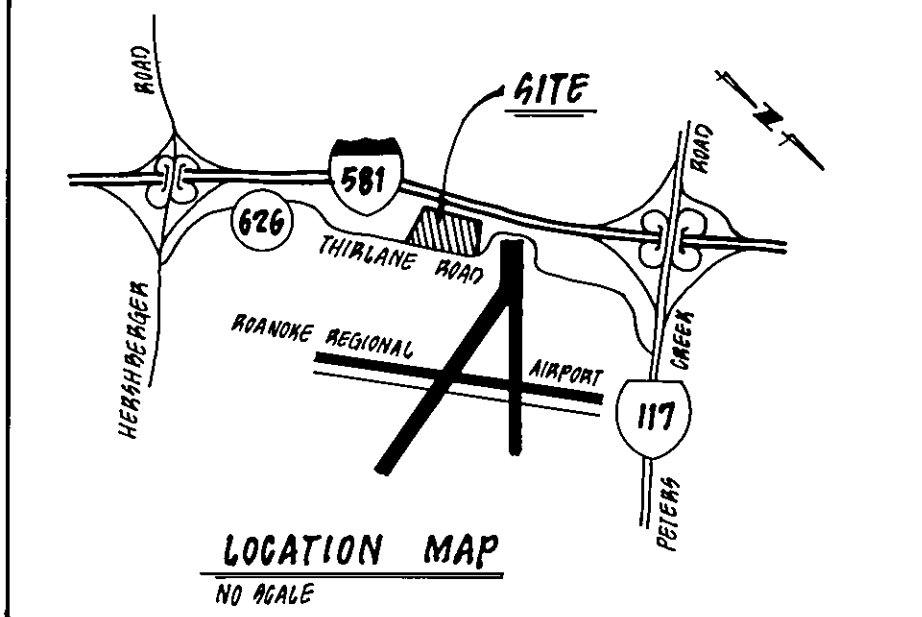 ROAD
SITE
N
ROAD
581
626
THIRLANE ROAD
HERSHBERGER
ROANOKE REGIONAL
AIRPORT
CREEK
117
PETERS
LOCATION MAP
NO SCALE